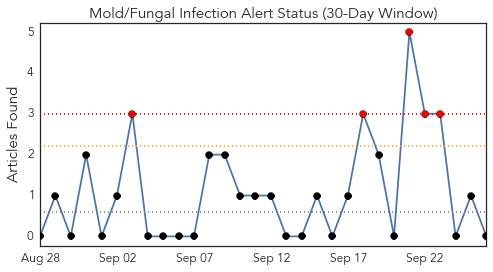 Mold/Fungal Infection Alert Status (30-Day Window)
Articles Found
5
4
3
2
1
0
Aug 28 Sep 02 Sep 07 Sep 12 Sep 17 Sep 22